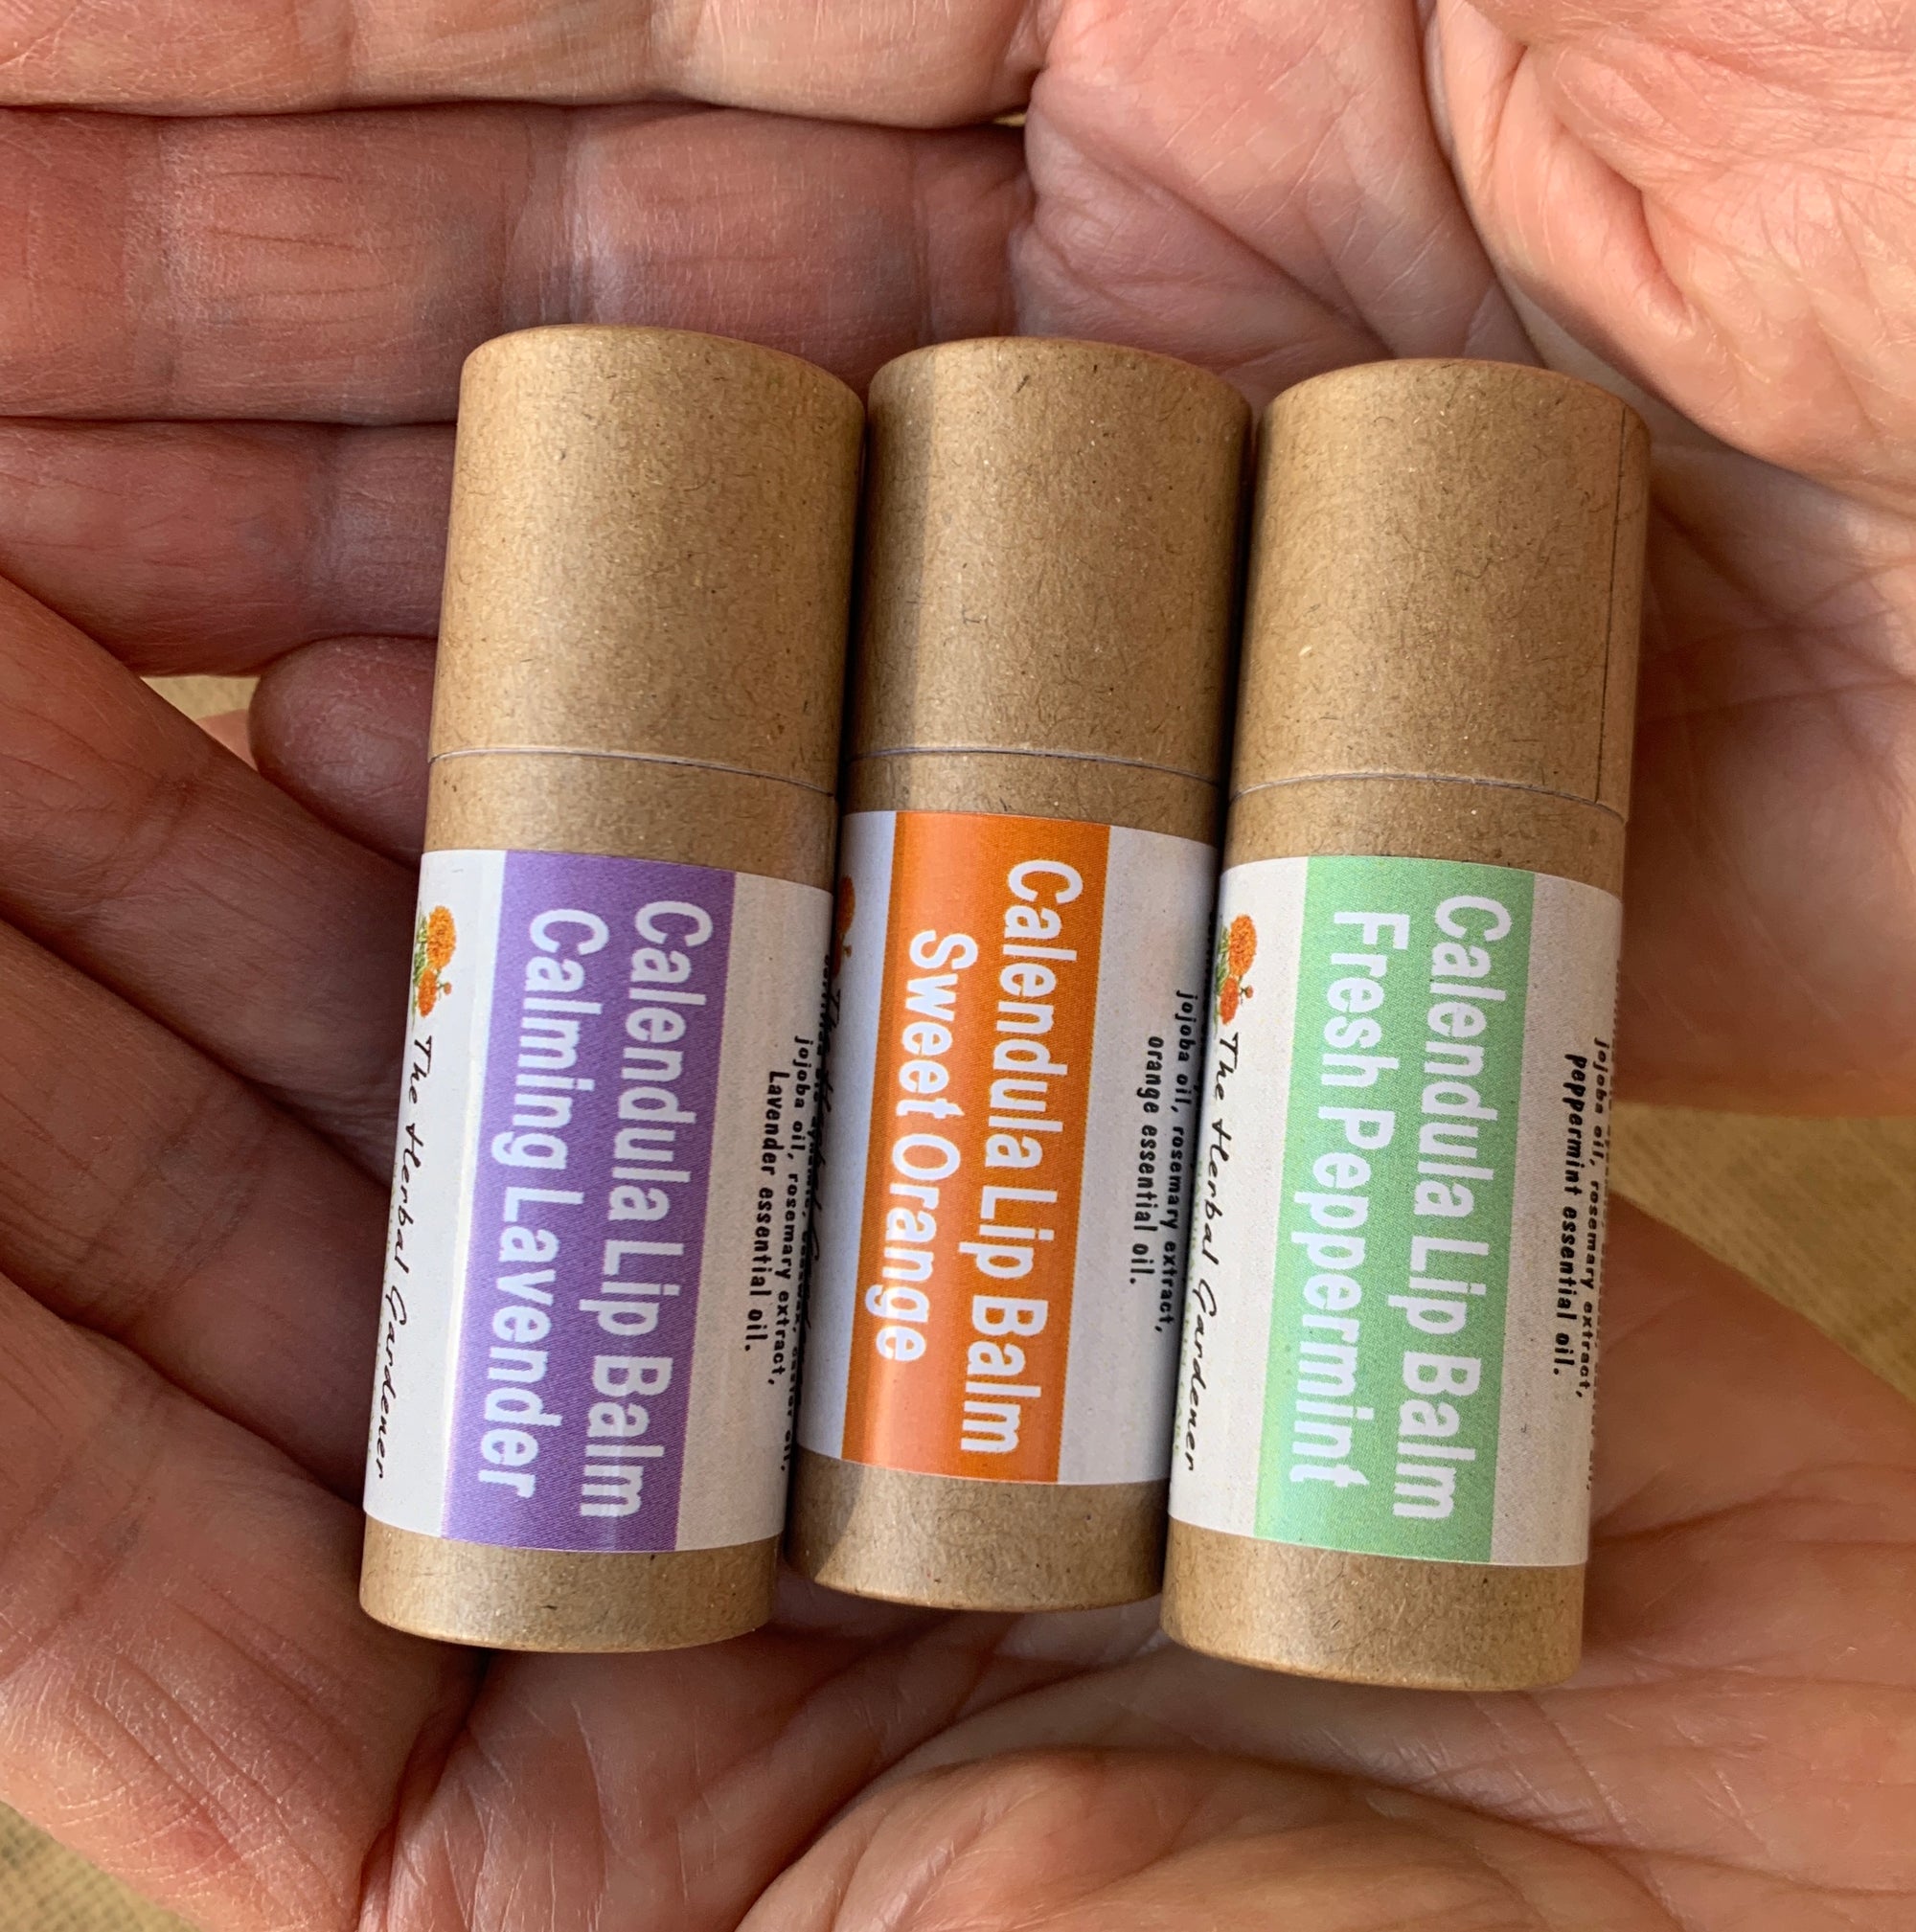 Calendula Lip Balm
Calming Lavender
The Herbal Gardener
jojoba oil, rosemary extract,
Lavender essential oil.
Calendula Lip Balm
Sweet Orange
jojoba oil, rosemary extract,
orange essential oil.
Calendula Lip Balm
Fresh Peppermint
The Herbal Gardener
jojoba oil, rosemary extract,
peppermint essential oil.